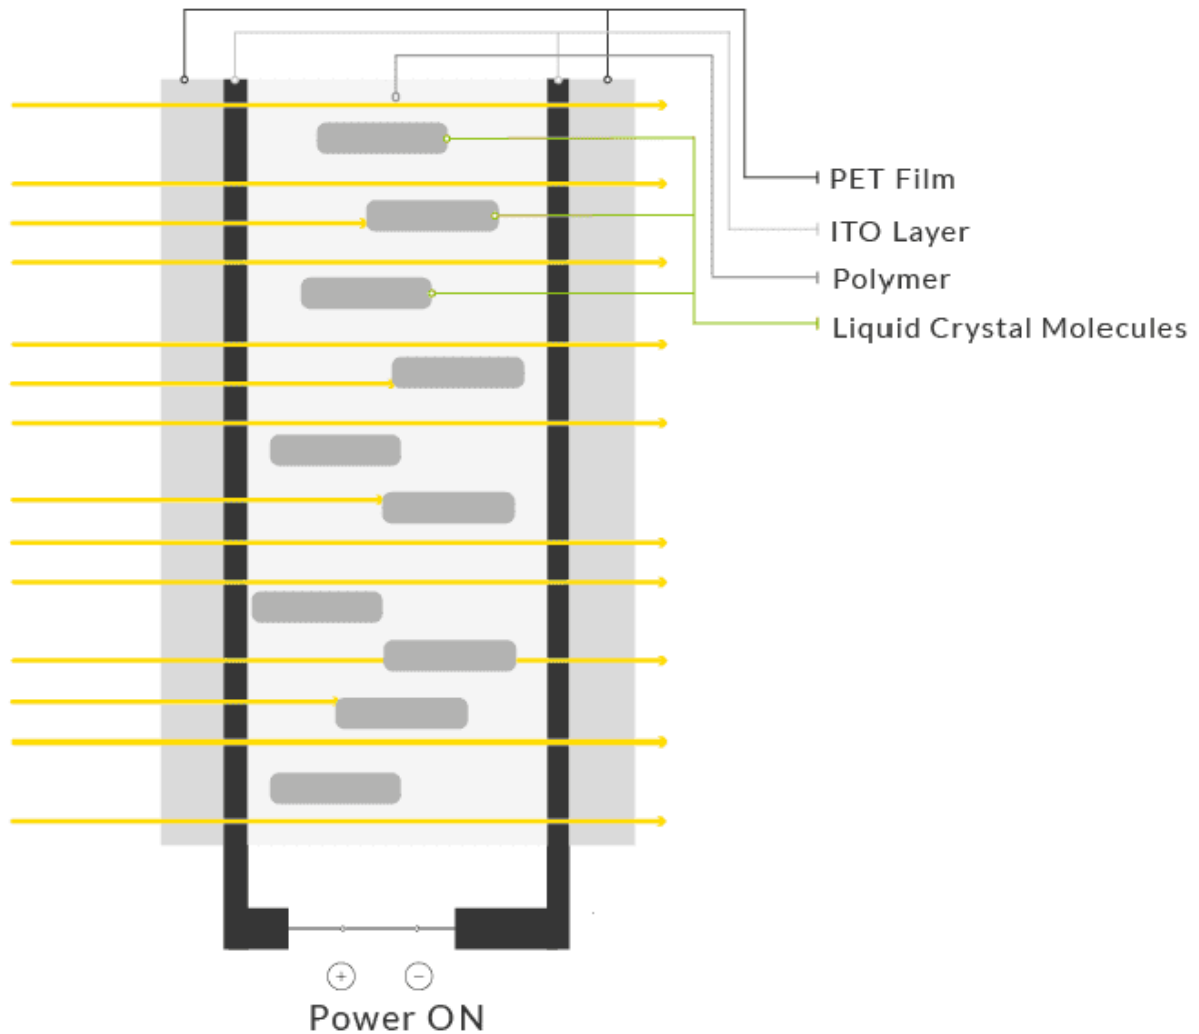 PET Film
ITO Layer
Polymer
Liquid Crystal Molecules
+ −
Power ON